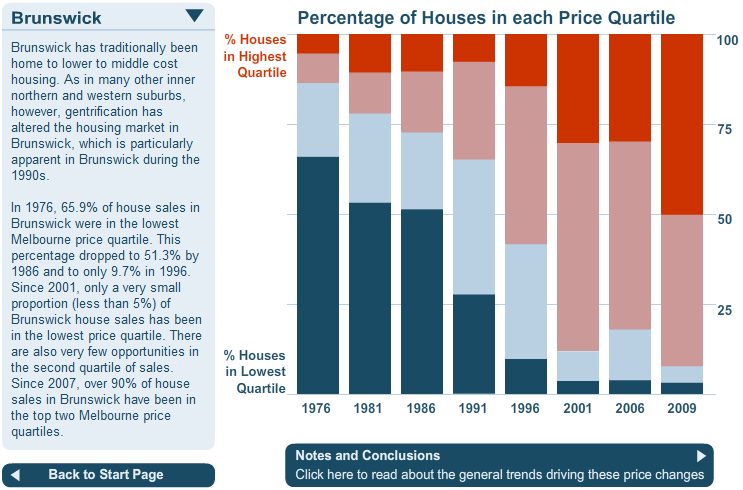 Brunswick
Brunswick has traditionally been
home to lower to middle cost
housing. As in many other inner
northern and western suburbs,
however, gentrification has
altered the housing market in
Brunswick, which is particularly
apparent in Brunswick during the
1990s.
In 1976, 65.9% of house sales in
Brunswick were in the lowest
Melbourne price quartile. This
percentage dropped to 51.3% by
1986 and to only 9.7% in 1996.
Since 2001, only a very small
proportion (less than 5%) of
Brunswick house sales has been
in the lowest price quartile. There
are also very few opportunities in
the second quartile of sales.
Since 2007, over 90% of house
sales in Brunswick have been in
the top two Melbourne price
quartiles.
Back to Start Page
Percentage of Houses in each Price Quartile
% Houses
in Highest
Quartile
100
75
50
25
% Houses
in Lowest
Quartile
1976 1981 1986 1991 1996 2001 2006 2009
Notes and Conclusions
Click here to read about the general trends driving these price changes